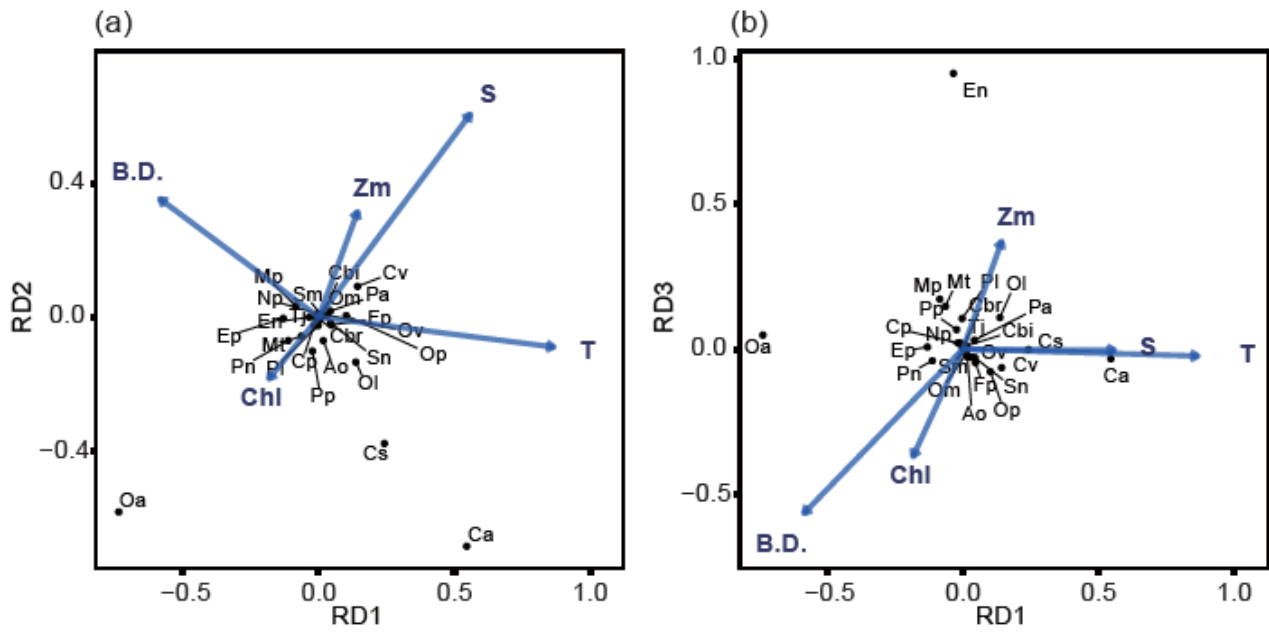 (a)
S
B.D.
0.4
Zm
Mp
Cbi
Cv
Sm
Np
Om
Pa
RD2
0.0
Ep
En
Tj
Ep
Ov
Mt
Cbr
Pn
Pl
Cp
Ao
Sn
Op
T
Chl
Pp
Ol
−0.4
Cs
Oa
Ca
−0.5
0.0
0.5
1.0
RD1
(b)
1.0
En
0.5
Zm
Mp
Mt
Pl
Ol
Cbr
Pa
RD3
Pp
Tj
Cp
Np
Cbi
Cs
0.0
Oa
Ep
Ov
S
T
Pn
Sm
Fp
Sn
Cv
Ca
Om
Ao
Op
Chl
−0.5
B.D.
−0.5
0.0
0.5
1.0
RD1